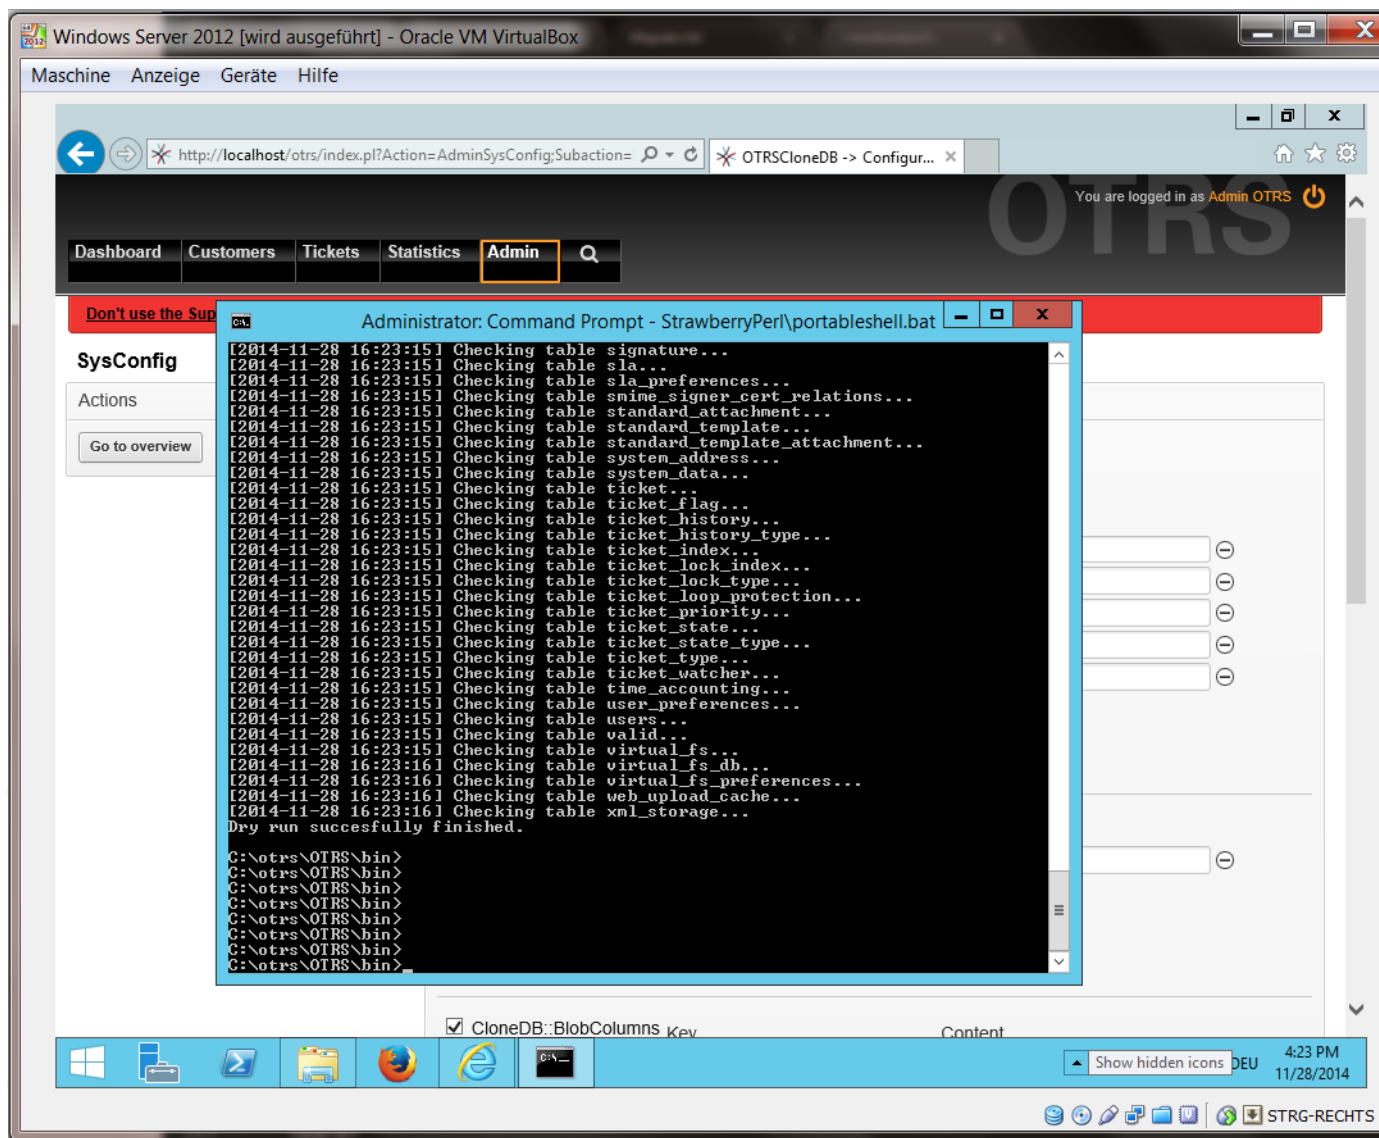 Windows Server 2012 [wird ausgeführt] - Oracle VM VirtualBox
Maschine Anzeige Geräte Hilfe
http://localhost/otrs/index.pl?Action=AdminSysConfig;Subaction=
OTRSCloneDB -> Configur...
OTRS
You are logged in as Admin OTRS
Dashboard Customers Tickets Statistics Admin
Don't use the Sup
Administrator: Command Prompt - StrawberryPerl\portableshell.bat
SysConfig
Actions
Go to overview
[2014-11-28 16:23:15] Checking table signature...
[2014-11-28 16:23:15] Checking table sla...
[2014-11-28 16:23:15] Checking table sla_preferences...
[2014-11-28 16:23:15] Checking table smime_signer_cert_relations...
[2014-11-28 16:23:15] Checking table standard_attachment...
[2014-11-28 16:23:15] Checking table standard_template...
[2014-11-28 16:23:15] Checking table standard_template_attachment...
[2014-11-28 16:23:15] Checking table system_address...
[2014-11-28 16:23:15] Checking table system_data...
[2014-11-28 16:23:15] Checking table ticket...
[2014-11-28 16:23:15] Checking table ticket_flag...
[2014-11-28 16:23:15] Checking table ticket_history...
[2014-11-28 16:23:15] Checking table ticket_history_type...
[2014-11-28 16:23:15] Checking table ticket_index...
[2014-11-28 16:23:15] Checking table ticket_lock_index...
[2014-11-28 16:23:15] Checking table ticket_lock_type...
[2014-11-28 16:23:15] Checking table ticket_loop_protection...
[2014-11-28 16:23:15] Checking table ticket_priority...
[2014-11-28 16:23:15] Checking table ticket_state...
[2014-11-28 16:23:15] Checking table ticket_state_type...
[2014-11-28 16:23:15] Checking table ticket_type...
[2014-11-28 16:23:15] Checking table ticket_watcher...
[2014-11-28 16:23:15] Checking table time_accounting...
[2014-11-28 16:23:15] Checking table user_preferences...
[2014-11-28 16:23:15] Checking table users...
[2014-11-28 16:23:15] Checking table valid...
[2014-11-28 16:23:15] Checking table virtual_fs...
[2014-11-28 16:23:16] Checking table virtual_fs_db...
[2014-11-28 16:23:16] Checking table virtual_fs_preferences...
[2014-11-28 16:23:16] Checking table web_upload_cache...
[2014-11-28 16:23:16] Checking table xml_storage...
Dry run succesfully finished.
C:\otrs\OTRS\bin>
C:\otrs\OTRS\bin>
C:\otrs\OTRS\bin>
C:\otrs\OTRS\bin>
C:\otrs\OTRS\bin>
C:\otrs\OTRS\bin>
C:\otrs\OTRS\bin>
C:\otrs\OTRS\bin>_
CloneDB::BlobColumns Key Content
Show hidden icons DEU 4:23 PM
11/28/2014
STRG-RECHTS